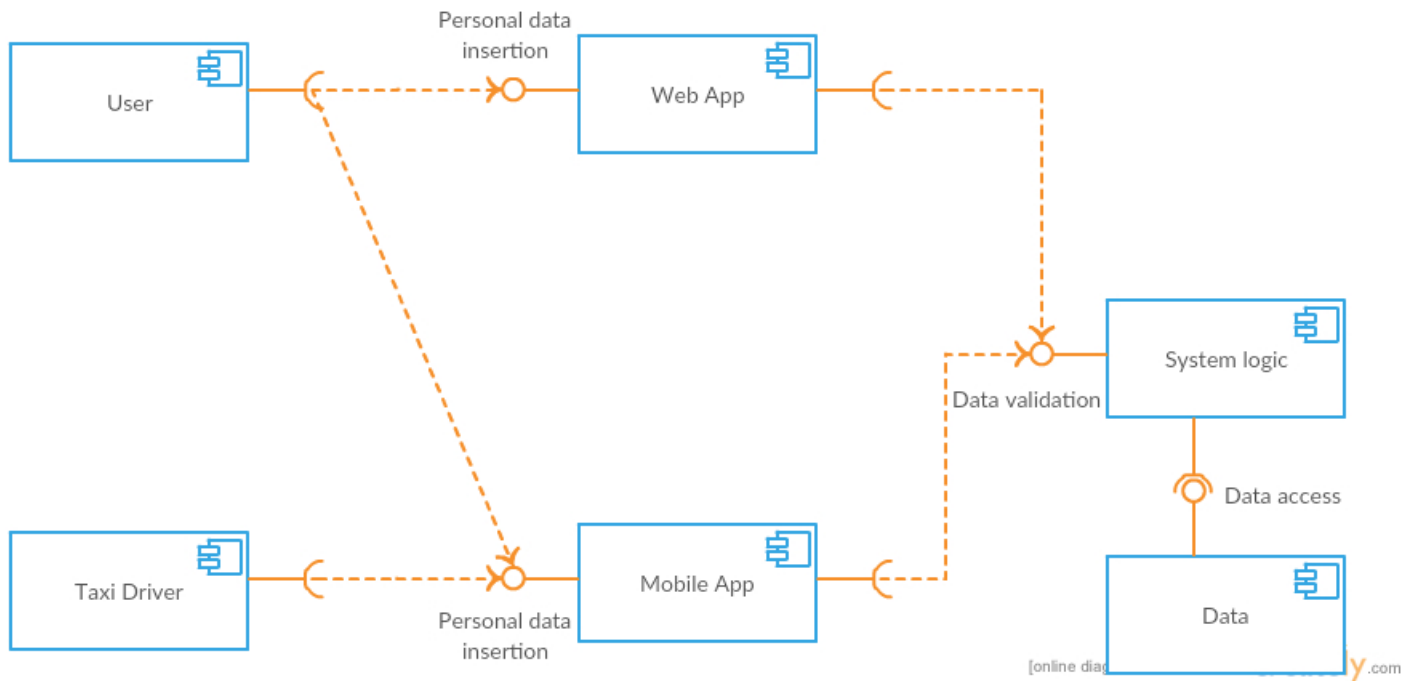 Personal data
insertion
User
Web App
System logic
Data validation
Data access
Taxi Driver
Mobile App
Personal data
insertion
Data
[online diag
y.com